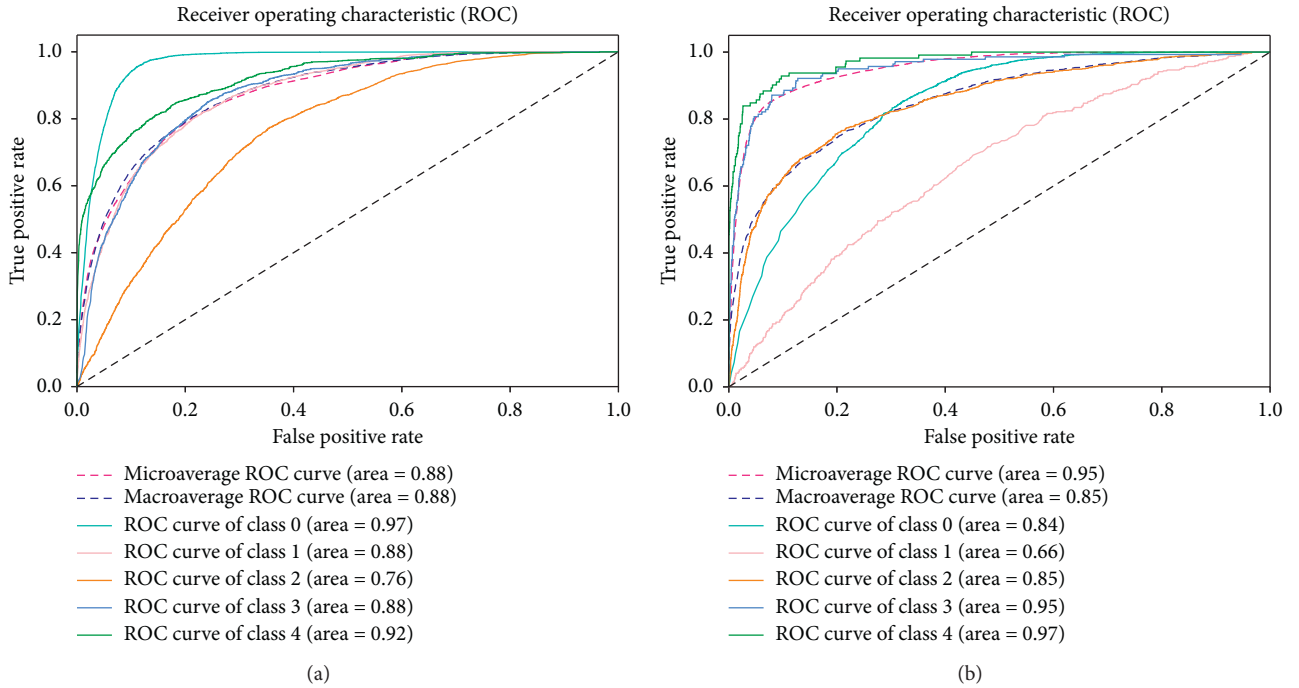 Receiver operating characteristic (ROC)
1.0
0.8
0.6
0.4
0.2
0.0
True positive rate
0.0 0.2 0.4 0.6 0.8 1.0
False positive rate
Microaverage ROC curve (area = 0.88)
Macroaverage ROC curve (area = 0.88)
ROC curve of class 0 (area = 0.97)
ROC curve of class 1 (area = 0.88)
ROC curve of class 2 (area = 0.76)
ROC curve of class 3 (area = 0.88)
ROC curve of class 4 (area = 0.92)
(a)
Receiver operating characteristic (ROC)
1.0
0.8
0.6
0.4
0.2
0.0
True positive rate
0.0 0.2 0.4 0.6 0.8 1.0
False positive rate
Microaverage ROC curve (area = 0.95)
Macroaverage ROC curve (area = 0.85)
ROC curve of class 0 (area = 0.84)
ROC curve of class 1 (area = 0.66)
ROC curve of class 2 (area = 0.85)
ROC curve of class 3 (area = 0.95)
ROC curve of class 4 (area = 0.97)
(b)